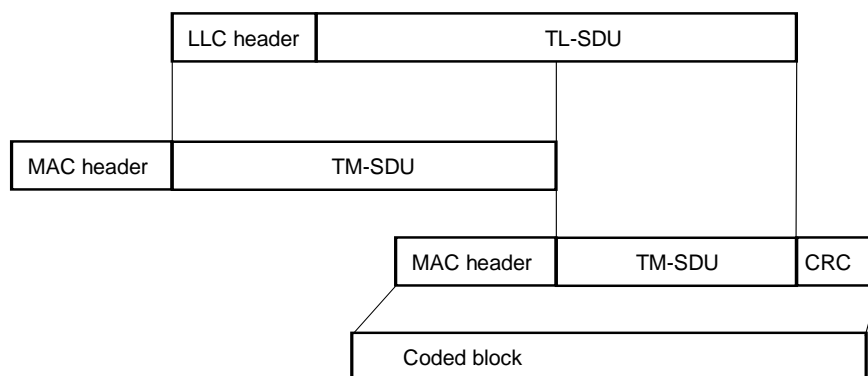 LLC header TL-SDU
MAC header TM-SDU
MAC header TM-SDU CRC
Coded block